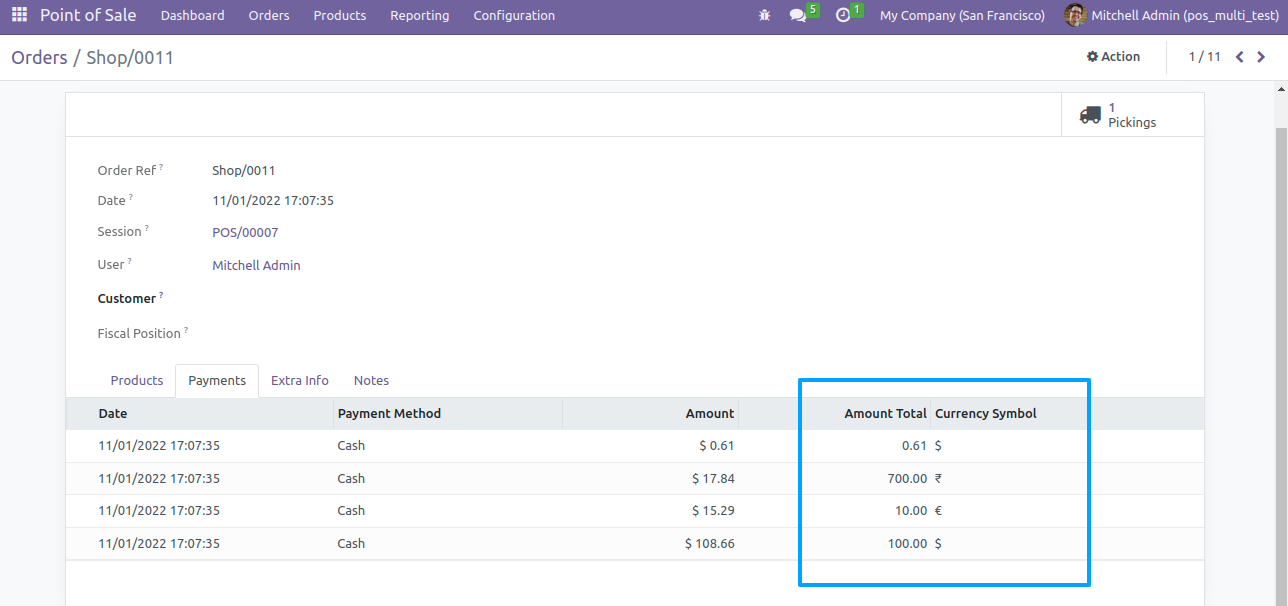 Point of Sale Dashboard Orders Products Reporting Configuration 5 1 My Company (San Francisco) Mitchell Admin (pos_multi_test)
Orders / Shop/0011 Action 1 / 11
1
Pickings
Order Ref ? Shop/0011
Date ? 11/01/2022 17:07:35
Session ? POS/00007
User ? Mitchell Admin
Customer ?
Fiscal Position ?
Products Payments Extra Info Notes
Date Payment Method Amount Amount Total Currency Symbol
11/01/2022 17:07:35 Cash $ 0.61 0.61 $
11/01/2022 17:07:35 Cash $ 17.84 700.00 ₹
11/01/2022 17:07:35 Cash $ 15.29 10.00 €
11/01/2022 17:07:35 Cash $ 108.66 100.00 $